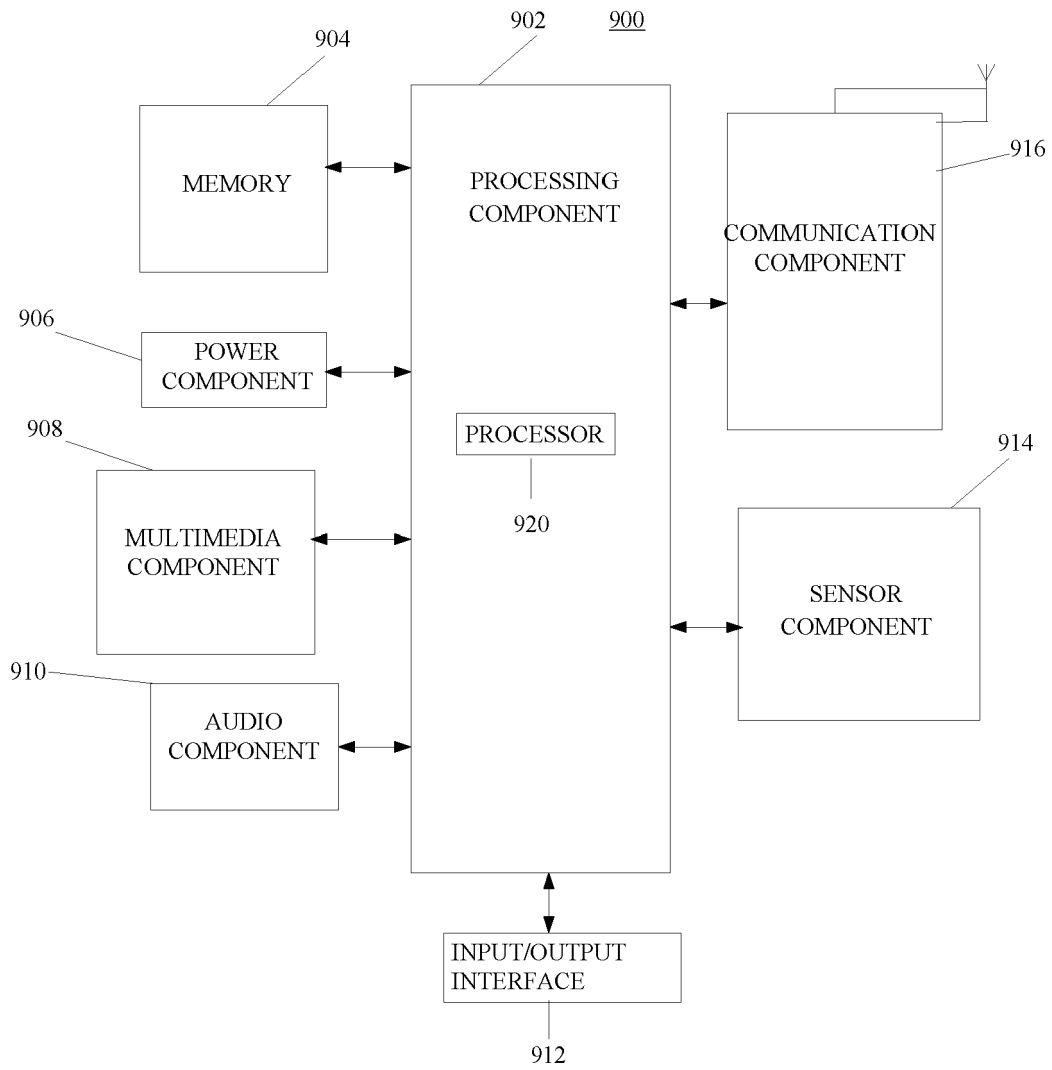 900
902
904
MEMORY
PROCESSING
COMPONENT
916
COMMUNICATION
COMPONENT
906
POWER
COMPONENT
908
MULTIMEDIA
COMPONENT
PROCESSOR
920
914
SENSOR
COMPONENT
910
AUDIO
COMPONENT
INPUT/OUTPUT
INTERFACE
912